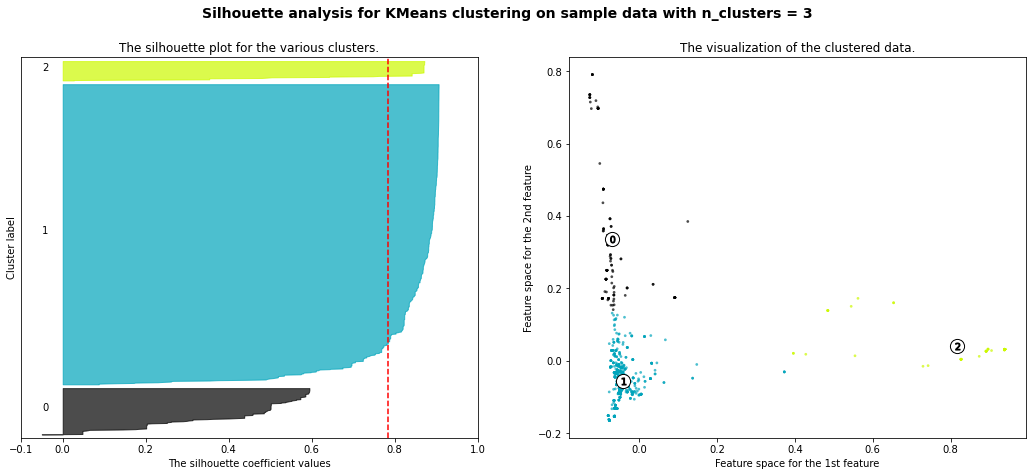 Silhouette analysis for KMeans clustering on sample data with n_clusters = 3
The silhouette plot for the various clusters.
Cluster label
2
1
0
−0.1 0.0 0.2 0.4 0.6 0.8 1.0
The silhouette coefficient values
The visualization of the clustered data.
Feature space for the 2nd feature
0.8
0.6
0.4
0.2
0.0
−0.2
0
1
2
0.0 0.2 0.4 0.6 0.8
Feature space for the 1st feature